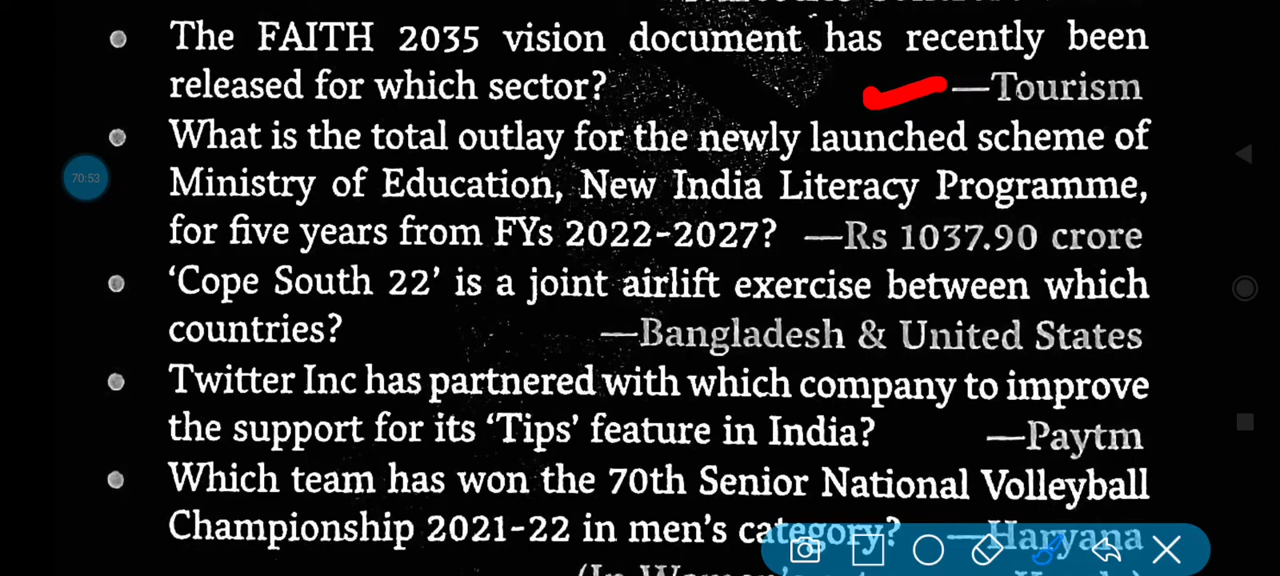 • The FAITH 2035 vision document has recently been
released for which sector? —Tourism
• What is the total outlay for the newly launched scheme of
70:53
Ministry of Education, New India Literacy Programme,
for five years from FYs 2022-2027? —Rs 1037.90 crore
• ‘Cope South 22’ is a joint airlift exercise between which
countries? —Bangladesh & United States
• Twitter Inc has partnered with which company to improve
the support for its ‘Tips’ feature in India? —Paytm
• Which team has won the 70th Senior National Volleyball
Championship 2021-22 in men's category? —Haryana